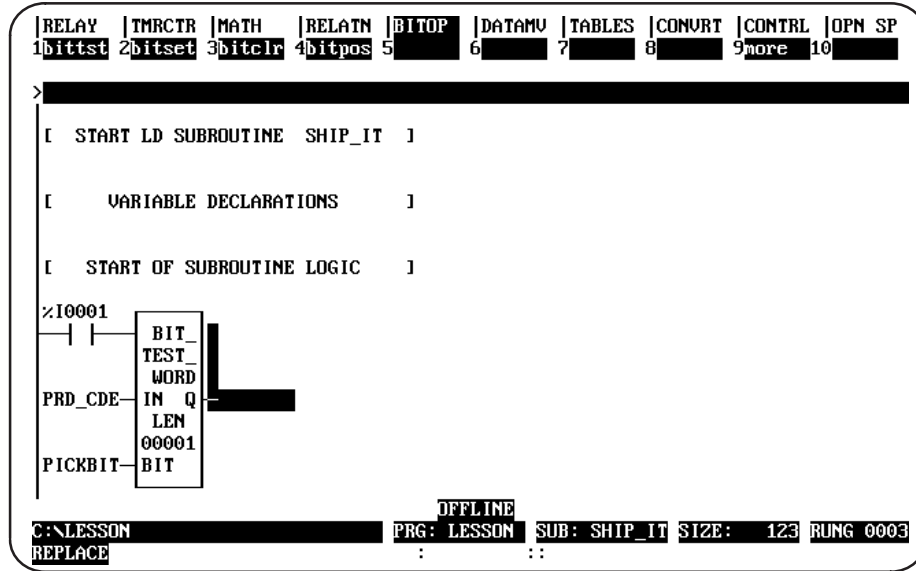 |RELAY |TMRCTR |MATH |RELATN |BITOP |DATAMV |TABLES |CONVRT |CONTRL |OPN SP
1bittst 2bitset 3bitclr 4bitpos 5 6 7 8 9more 10
>
[ START LD SUBROUTINE SHIP_IT ]
[ VARIABLE DECLARATIONS ]
[ START OF SUBROUTINE LOGIC ]
%I0001
BIT_
TEST_
WORD
PRD_CDE IN Q
LEN
00001
PICKBIT BIT
OFFLINE
C:\LESSON PRG: LESSON SUB: SHIP_IT SIZE: 123 RUNG 0003
REPLACE : ::